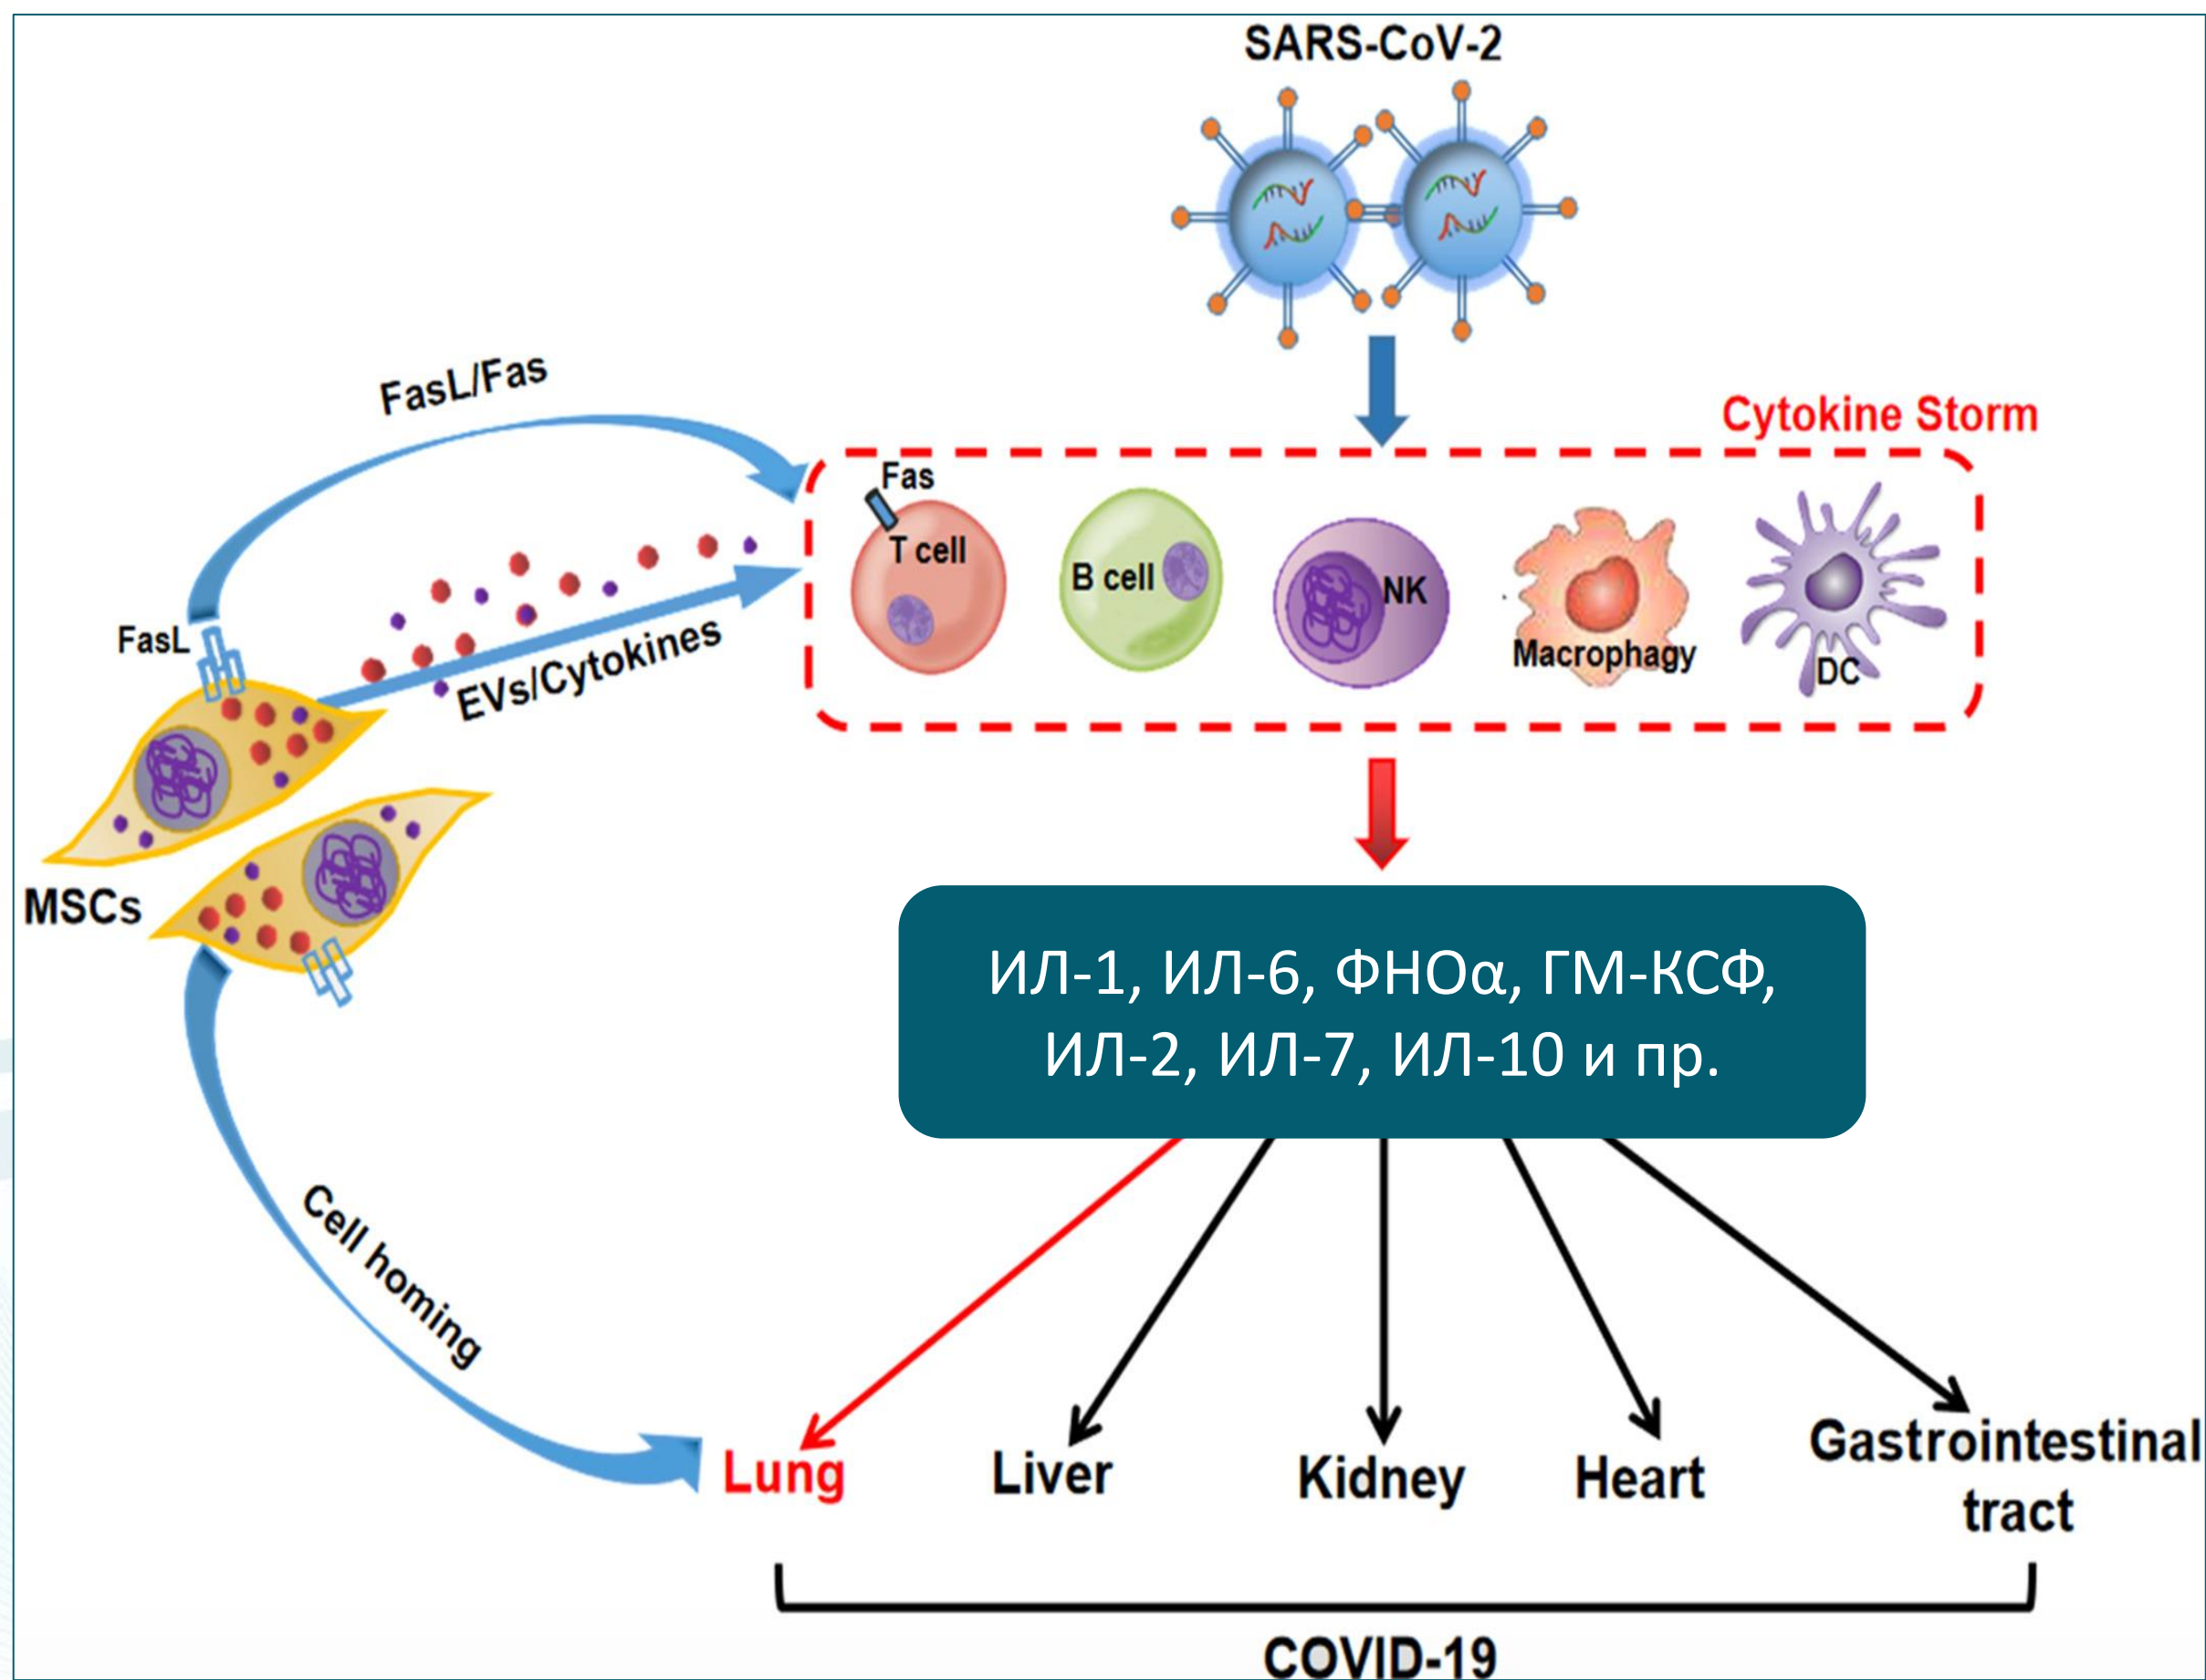 SARS-CoV-2
FasL/Fas
Cytokine Storm
Fas
T cell
B cell
NK
Macrophagy
DC
FasL
EVs/Cytokines
MSCs
ИЛ-1, ИЛ-6, ФНОα, ГМ-КСФ,
ИЛ-2, ИЛ-7, ИЛ-10 и пр.
Cell homing
Lung
Liver
Kidney
Heart
Gastrointestinal
tract
COVID-19